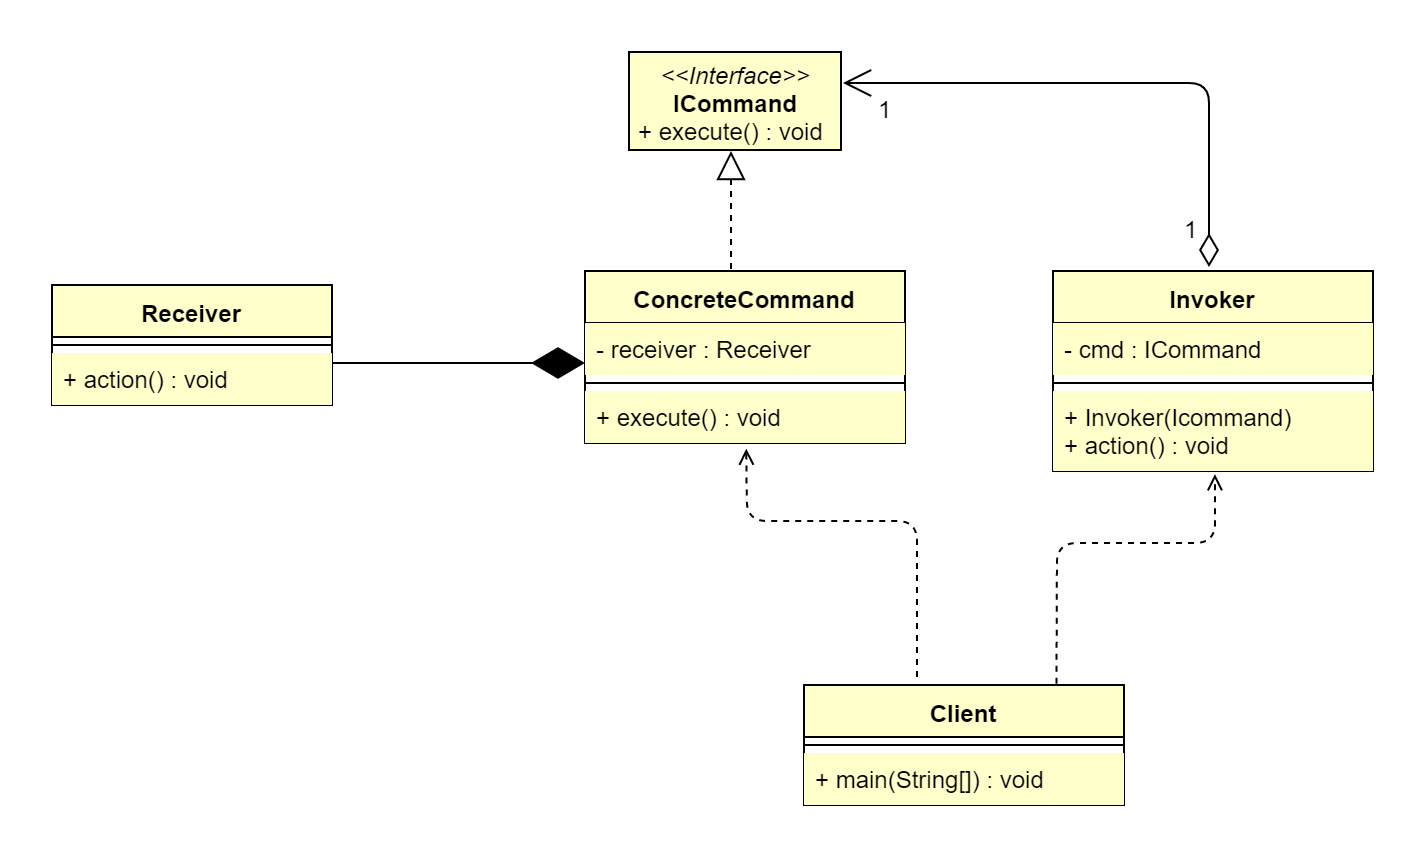 <<Interface>>
ICommand
+ execute() : void
1
1
Receiver
+ action() : void
ConcreteCommand
- receiver : Receiver
+ execute() : void
Invoker
- cmd : ICommand
+ Invoker(Icommand)
+ action() : void
Client
+ main(String[]) : void